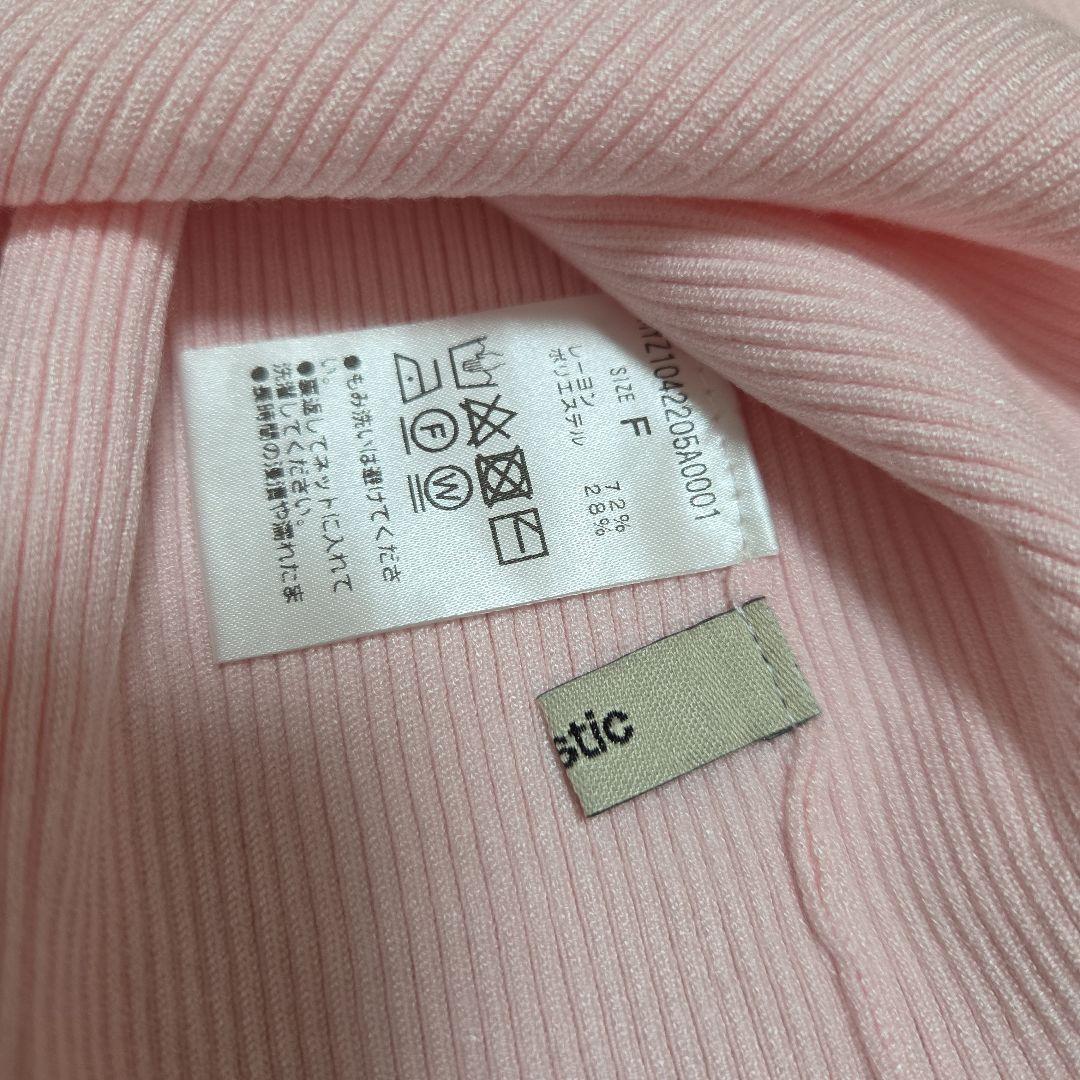 MTZ1042205A0001
SIZE F
レーヨン 72%
ポリエステル 28%
F
W
●もみ洗いは避けてくださ
い。
●裏返してネットに入れて
洗濯してください。
●長時間の浸漬や濡れたま
stic